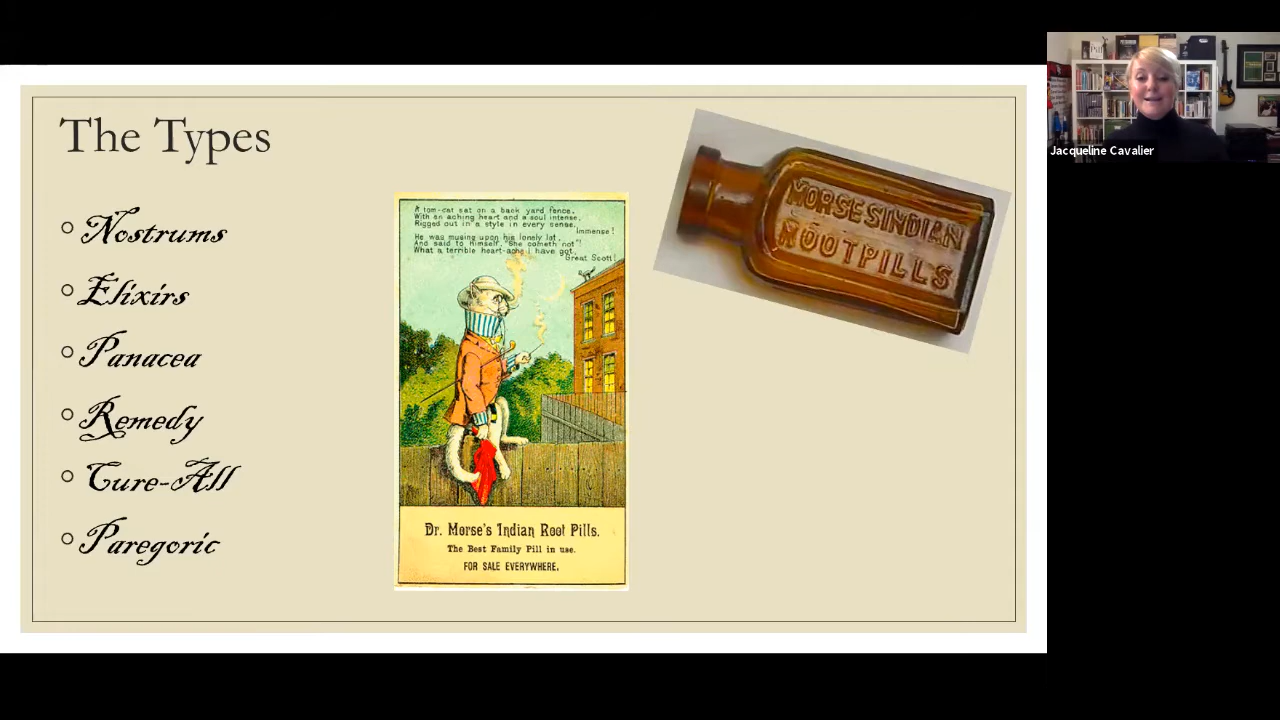 The Types
Nostrums
Elixirs
Panacea
Remedy
Cure-All
Paregoric
A tom-cat sat on a back yard fence,
With an aching heart and a soul intense,
Rigged out in a style in every sense,
Immense!
He was musing upon his lonely lot,
And said to himself, "She cometh not"!
What a terrible heart-ache I have got,
Great Scott!
Dr. Morse's Indian Root Pills.
The Best Family Pill in use.
FOR SALE EVERYWHERE.
MORSE'S INDIAN
ROOT PILLS
Jacqueline Cavalier